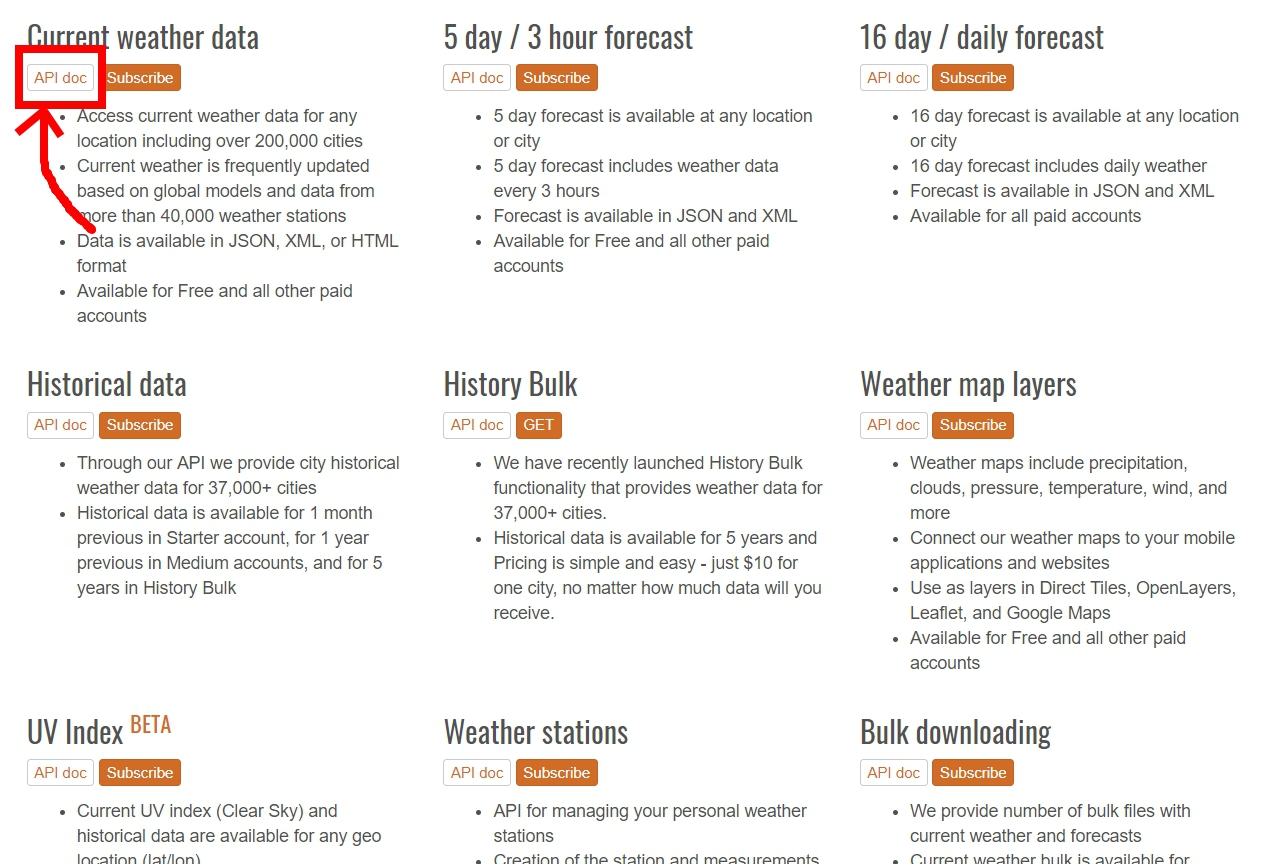 Current weather data
API doc Subscribe
Access current weather data for any
location including over 200,000 cities
Current weather is frequently updated
based on global models and data from
more than 40,000 weather stations
Data is available in JSON, XML, or HTML
format
Available for Free and all other paid
accounts
5 day / 3 hour forecast
API doc Subscribe
5 day forecast is available at any location
or city
5 day forecast includes weather data
every 3 hours
Forecast is available in JSON and XML
Available for Free and all other paid
accounts
16 day / daily forecast
API doc Subscribe
16 day forecast is available at any location
or city
16 day forecast includes daily weather
Forecast is available in JSON and XML
Available for all paid accounts
Historical data
API doc Subscribe
Through our API we provide city historical
weather data for 37,000+ cities
Historical data is available for 1 month
previous in Starter account, for 1 year
previous in Medium accounts, and for 5
years in History Bulk
History Bulk
API doc GET
We have recently launched History Bulk
functionality that provides weather data for
37,000+ cities.
Historical data is available for 5 years and
Pricing is simple and easy - just $10 for
one city, no matter how much data will you
receive.
Weather map layers
API doc Subscribe
Weather maps include precipitation,
clouds, pressure, temperature, wind, and
more
Connect our weather maps to your mobile
applications and websites
Use as layers in Direct Tiles, OpenLayers,
Leaflet, and Google Maps
Available for Free and all other paid
accounts
UV Index BETA
API doc Subscribe
Current UV index (Clear Sky) and
historical data are available for any geo
location (lat/lon)
Weather stations
API doc Subscribe
API for managing your personal weather
stations
Creation of the station and measurements
Bulk downloading
API doc Subscribe
We provide number of bulk files with
current weather and forecasts
Current weather bulk is available for